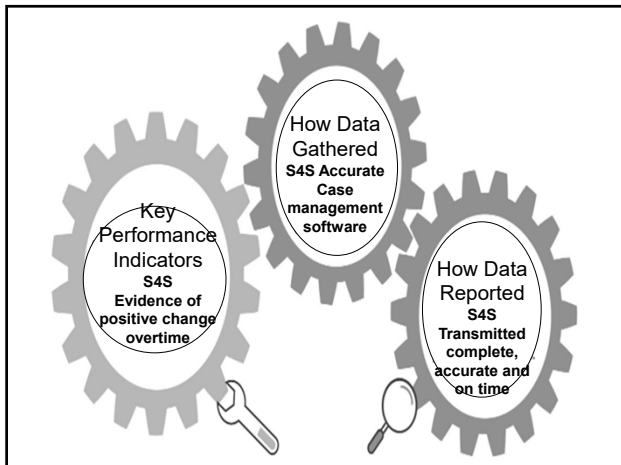 Key
Performance
Indicators
S4S
Evidence of
positive change
overtime
How Data
Gathered
S4S Accurate
Case
management
software
How Data
Reported
S4S
Transmitted
complete,
accurate and
on time